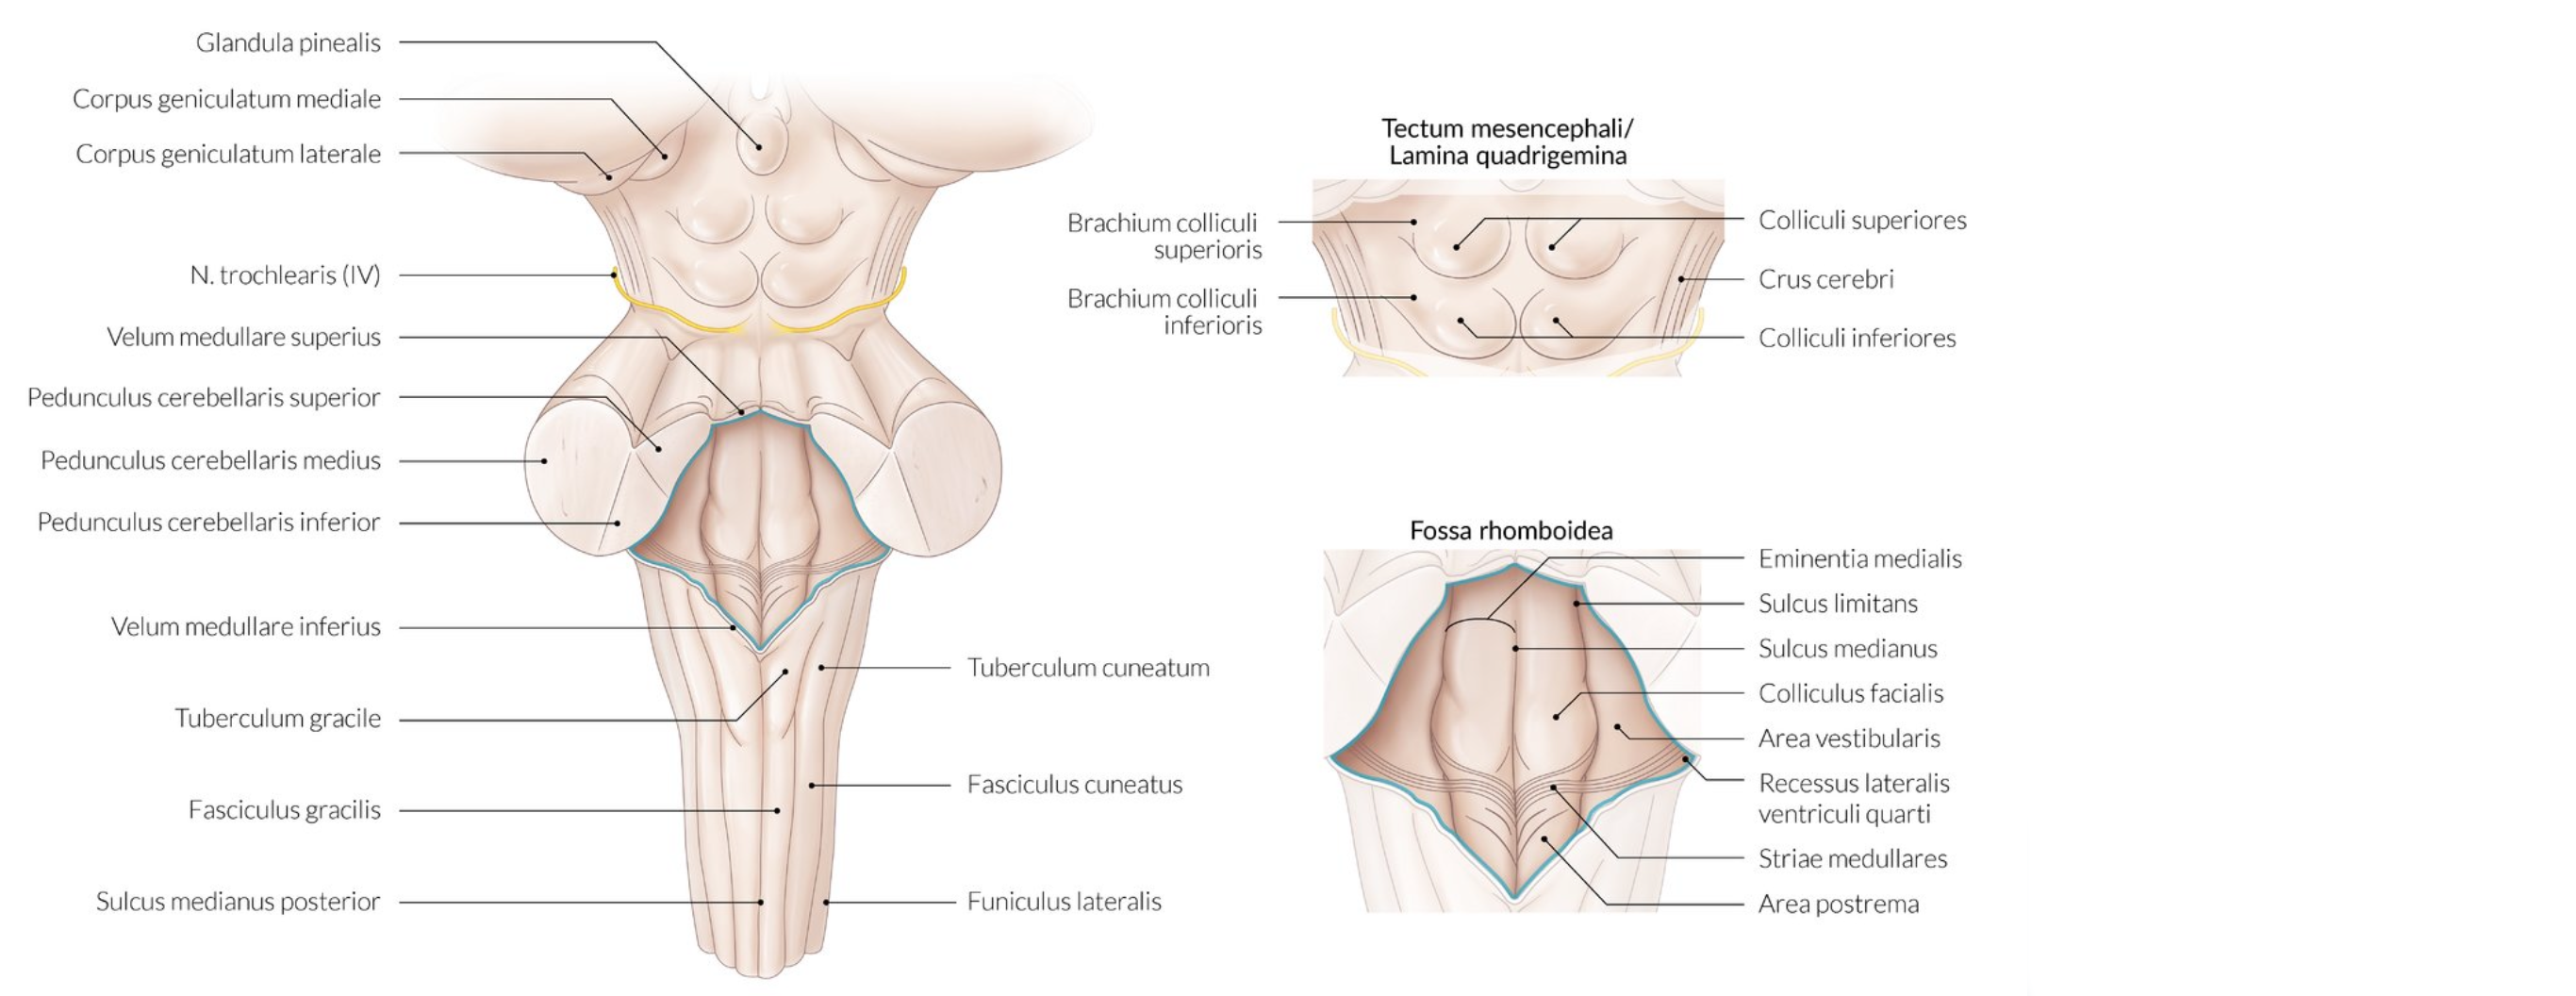 Glandula pinealis
Corpus geniculatum mediale
Corpus geniculatum laterale
N. trochlearis (IV)
Velum medullare superius
Pedunculus cerebellaris superior
Pedunculus cerebellaris medius
Pedunculus cerebellaris inferior
Velum medullare inferius
Tuberculum gracile
Fasciculus gracilis
Sulcus medianus posterior
Tuberculum cuneatum
Fasciculus cuneatus
Funiculus lateralis
Tectum mesencephali/
Lamina quadrigemina
Brachium colliculi
superioris
Brachium colliculi
inferioris
Colliculi superiores
Crus cerebri
Colliculi inferiores
Fossa rhomboidea
Eminentia medialis
Sulcus limitans
Sulcus medianus
Colliculus facialis
Area vestibularis
Recessus lateralis
ventriculi quarti
Striae medullares
Area postrema